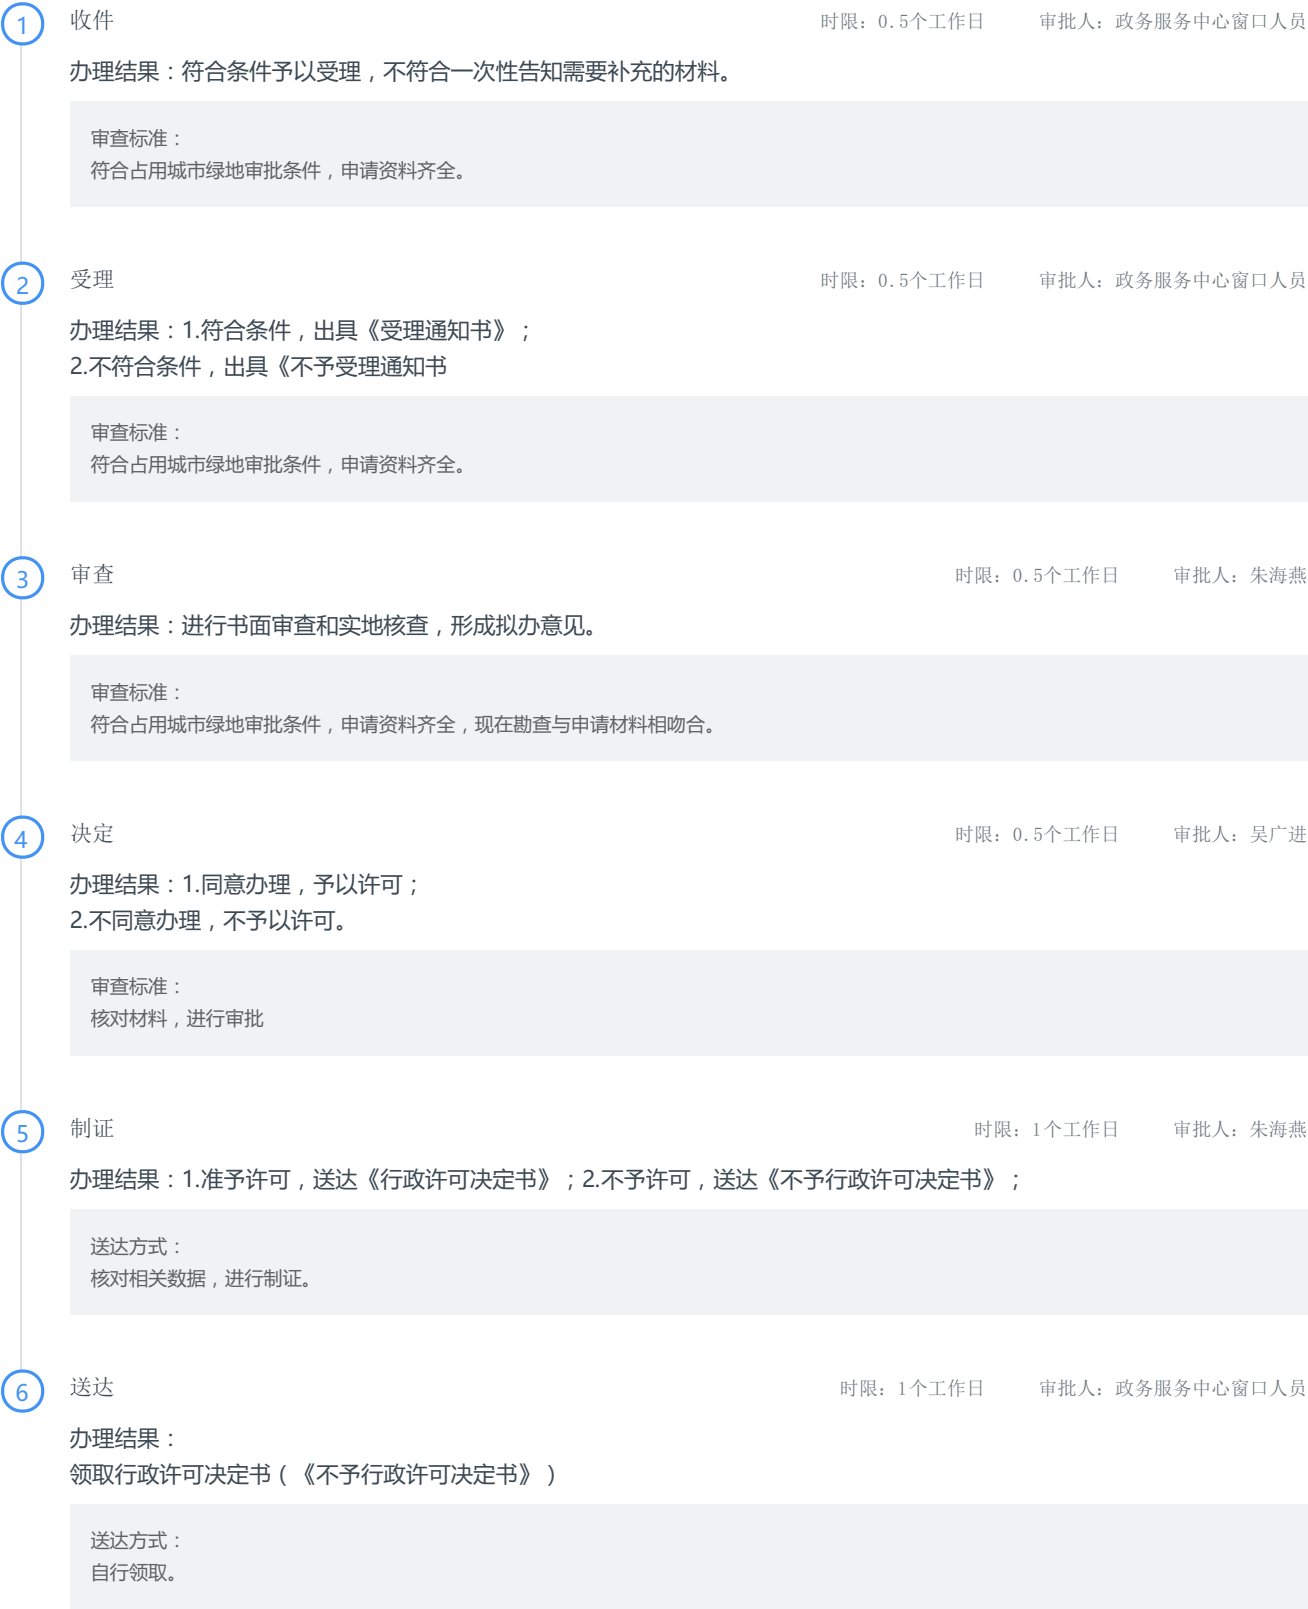 1 收件 时限：0.5个工作日 审批人：政务服务中心窗口人员
办理结果：符合条件予以受理，不符合一次性告知需要补充的材料。
审查标准：
符合占用城市绿地审批条件，申请资料齐全。
2 受理 时限：0.5个工作日 审批人：政务服务中心窗口人员
办理结果：1.符合条件，出具《受理通知书》；
2.不符合条件，出具《不予受理通知书
审查标准：
符合占用城市绿地审批条件，申请资料齐全。
3 审查 时限：0.5个工作日 审批人：朱海燕
办理结果：进行书面审查和实地核查，形成拟办意见。
审查标准：
符合占用城市绿地审批条件，申请资料齐全，现在勘查与申请材料相吻合。
4 决定 时限：0.5个工作日 审批人：吴广进
办理结果：1.同意办理，予以许可；
2.不同意办理，不予以许可。
审查标准：
核对材料，进行审批
5 制证 时限：1个工作日 审批人：朱海燕
办理结果：1.准予许可，送达《行政许可决定书》；2.不予许可，送达《不予行政许可决定书》；
送达方式：
核对相关数据，进行制证。
6 送达 时限：1个工作日 审批人：政务服务中心窗口人员
办理结果：
领取行政许可决定书（《不予行政许可决定书》）
送达方式：
自行领取。